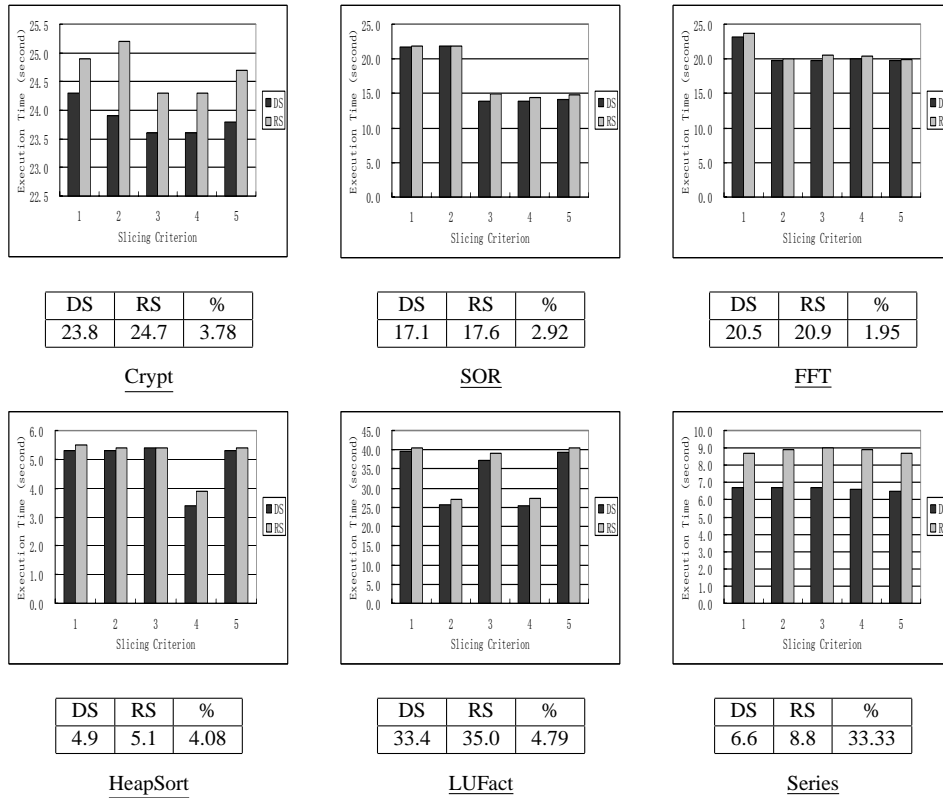 25.5
25.0
24.5
24.0
23.5
23.0
22.5
Execution Time (second)
1 2 3 4 5
Slicing Criterion
DS
RS
25.0
20.0
15.0
10.0
5.0
0.0
Execution Time (second)
1 2 3 4 5
Slicing Criterion
DS
RS
25.0
20.0
15.0
10.0
5.0
0.0
Execution Time (second)
1 2 3 4 5
Slicing Criterion
D
R
DS RS %
23.8 24.7 3.78
Crypt
DS RS %
17.1 17.6 2.92
SOR
DS RS %
20.5 20.9 1.95
FFT
6.0
5.0
4.0
3.0
2.0
1.0
0.0
Execution Time (second)
1 2 3 4 5
Slicing Criterion
DS
RS
45.0
40.0
35.0
30.0
25.0
20.0
15.0
10.0
5.0
0.0
Execution Time (second)
1 2 3 4 5
Slicing Criterion
DS
RS
10.0
9.0
8.0
7.0
6.0
5.0
4.0
3.0
2.0
1.0
0.0
Execution Time (second)
1 2 3 4 5
Slicing Criterion
D
R
DS RS %
4.9 5.1 4.08
HeapSort
DS RS %
33.4 35.0 4.79
LUFact
DS RS %
6.6 8.8 33.33
Series